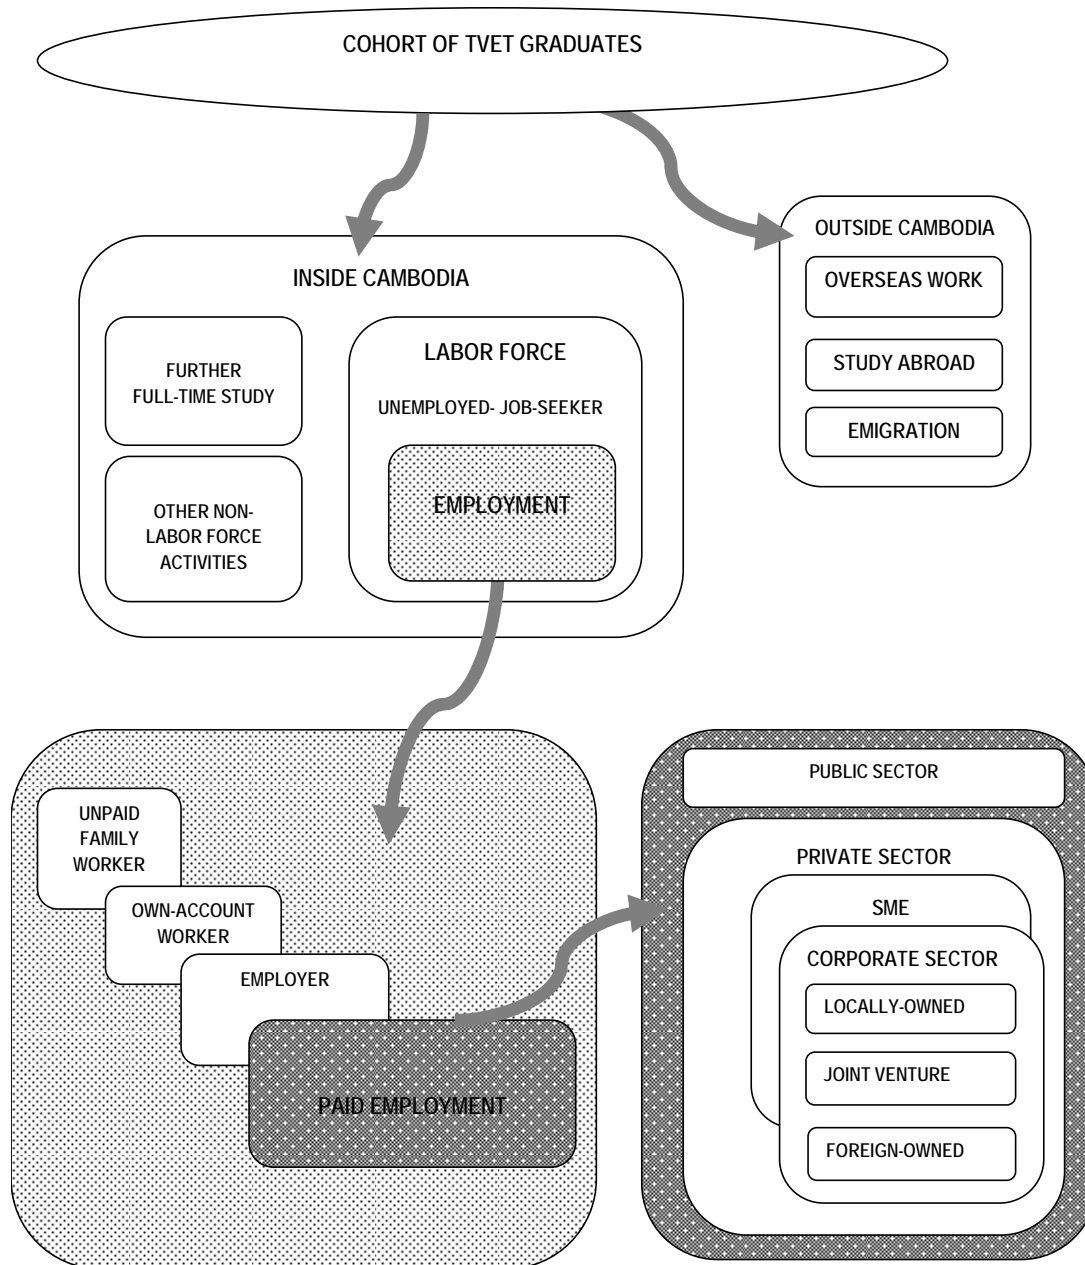 COHORT OF TVET GRADUATES
OUTSIDE CAMBODIA
OVERSEAS WORK
STUDY ABROAD
EMIGRATION
INSIDE CAMBODIA
FURTHER
FULL-TIME STUDY
OTHER NON-
LABOR FORCE
ACTIVITIES
LABOR FORCE
UNEMPLOYED- JOB-SEEKER
EMPLOYMENT
UNPAID
FAMILY
WORKER
OWN-ACCOUNT
WORKER
EMPLOYER
PAID EMPLOYMENT
PUBLIC SECTOR
PRIVATE SECTOR
SME
CORPORATE SECTOR
LOCALLY-OWNED
JOINT VENTURE
FOREIGN-OWNED